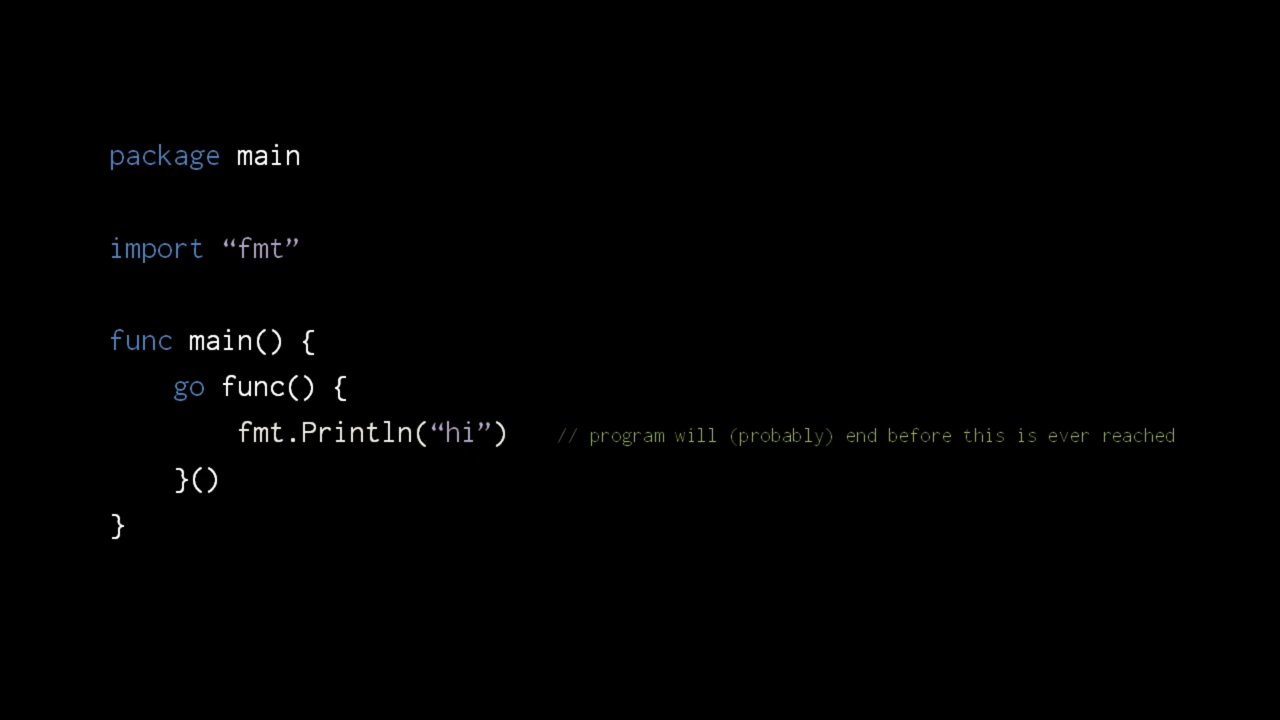 package main
import “fmt”
func main() {
go func() {
fmt.Println(“hi”) // program will (probably) end before this is ever reached
}()
}